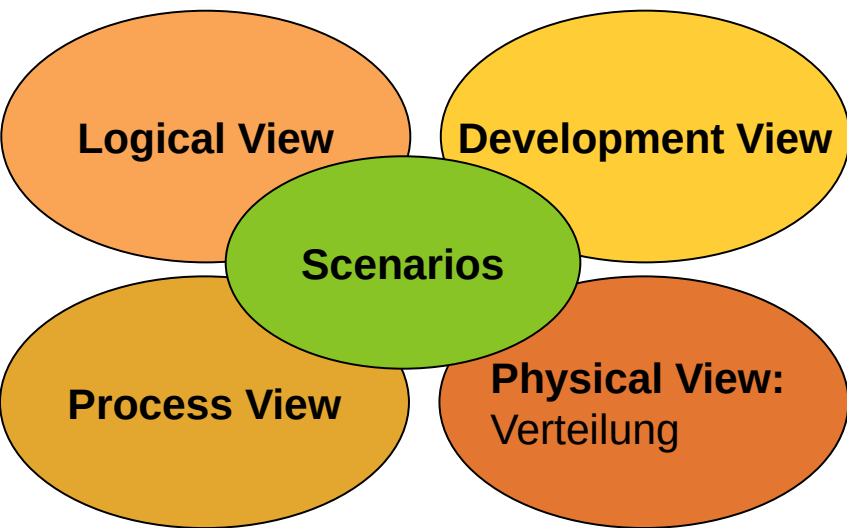 Logical View
Development View
Scenarios
Process View
Physical View:
Verteilung